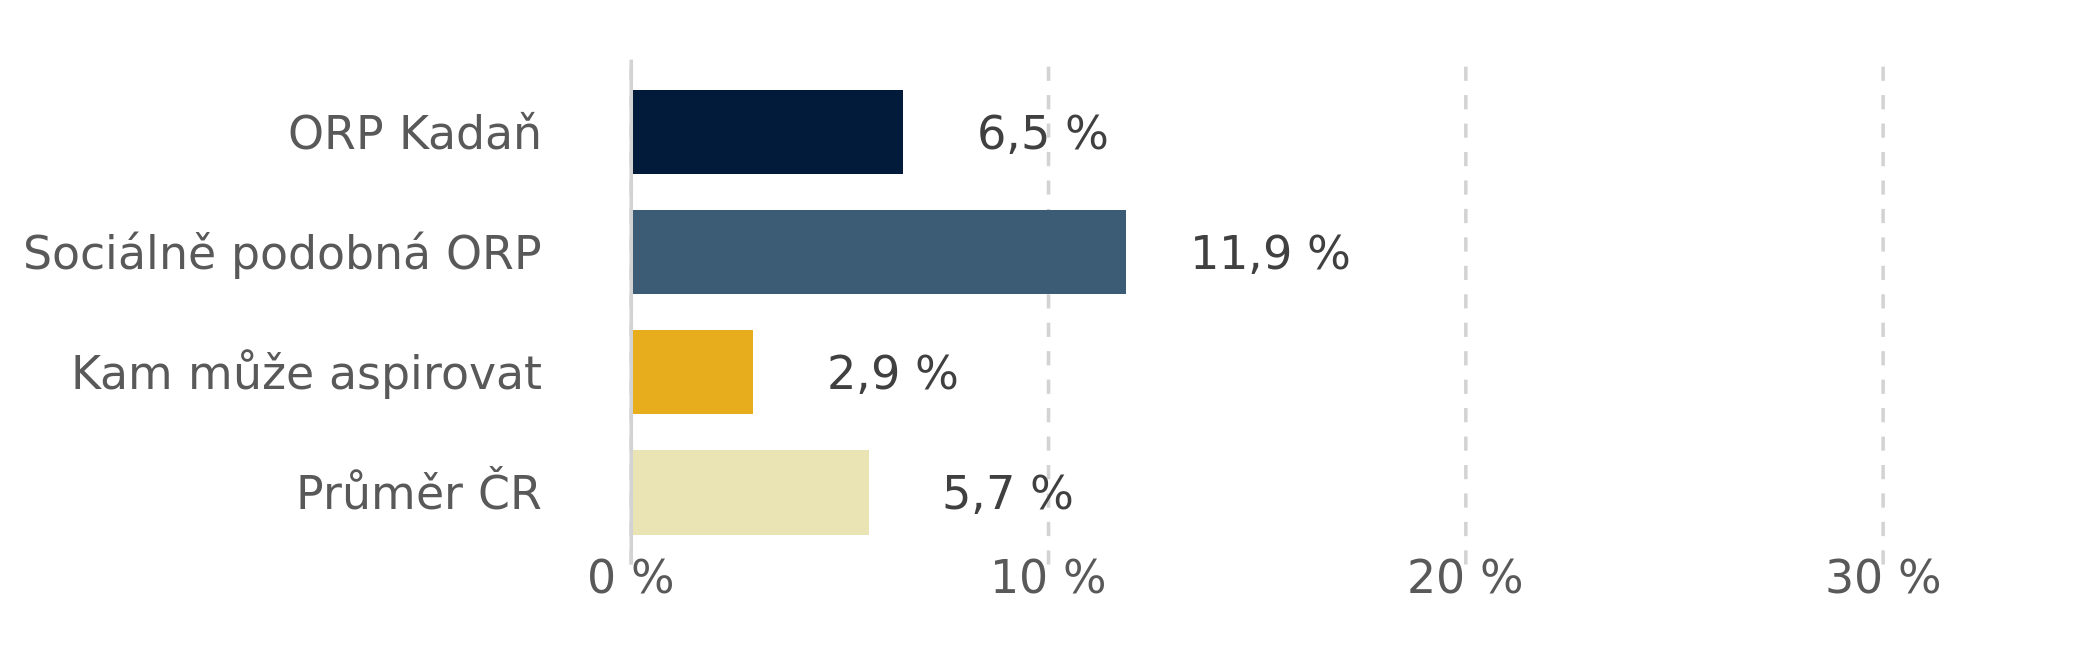 ORP Kadaň
6,5 %
Sociálně podobná ORP
11,9 %
Kam může aspirovat
2,9 %
Průměr ČR
5,7 %
0 %
10 %
20 %
30 %